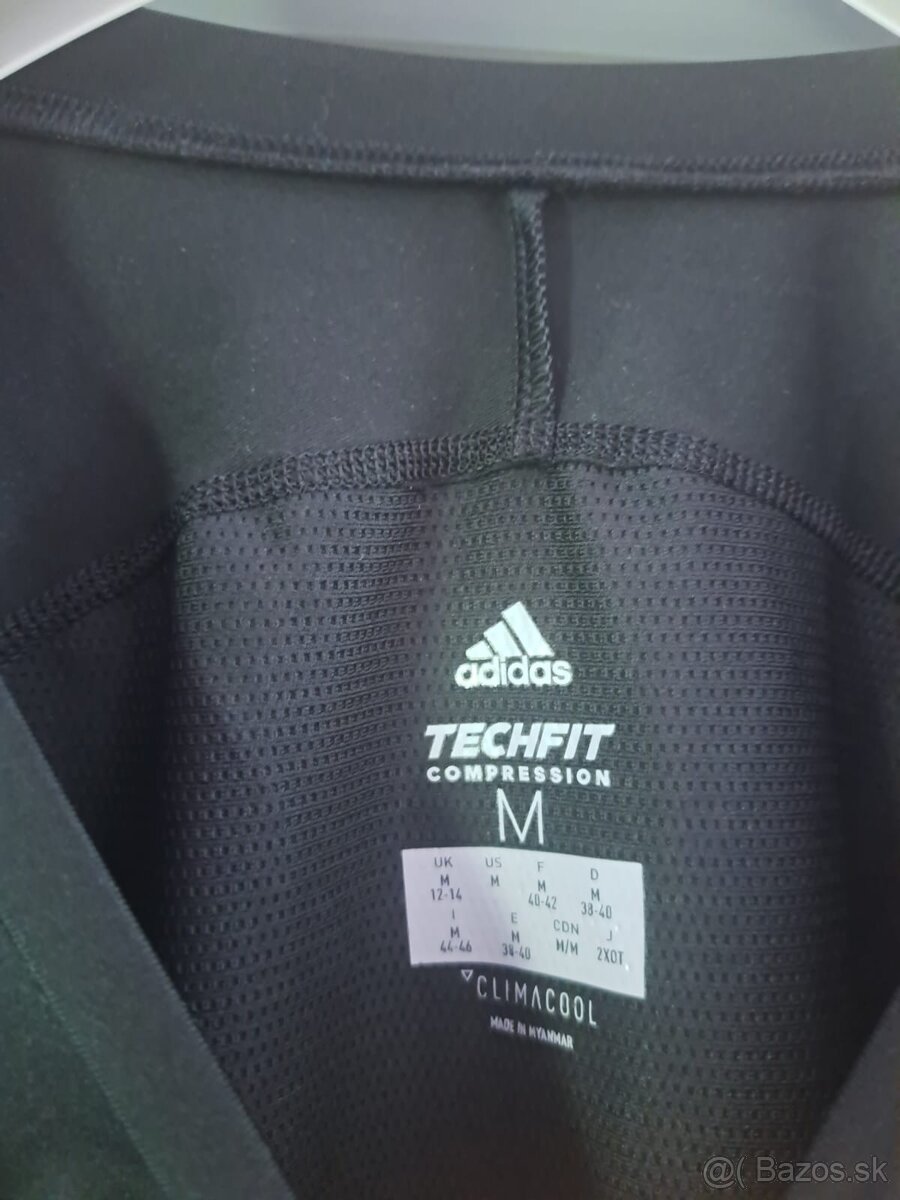 adidas
TECHFIT
COMPRESSION
M
UK US F D
M M M M
12-14 40-42 38-40
I E CDN J
M M M/M 2XOT
44-46 38-40
CLIMACOOL
MADE IN MYANMAR
@( Bazos.sk